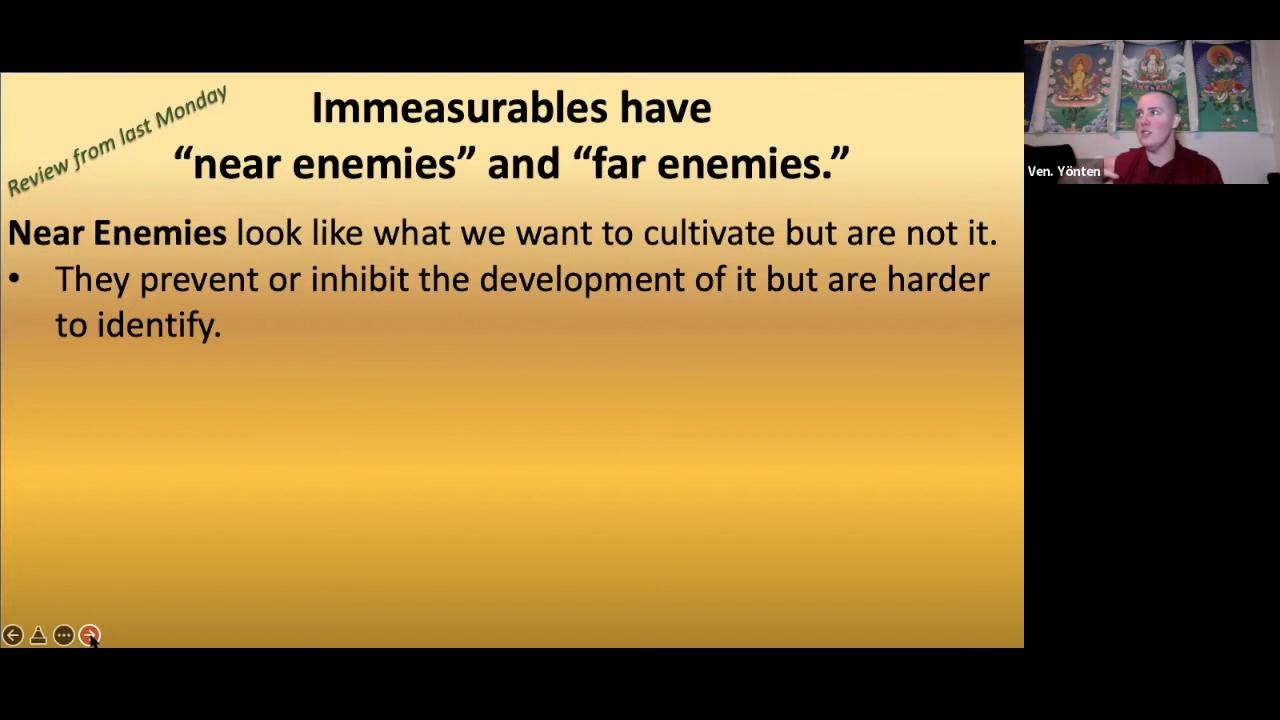 Review from last Monday
Immeasurables have
“near enemies” and “far enemies.”
Near Enemies look like what we want to cultivate but are not it.
• They prevent or inhibit the development of it but are harder
to identify.
Ven. Yönten